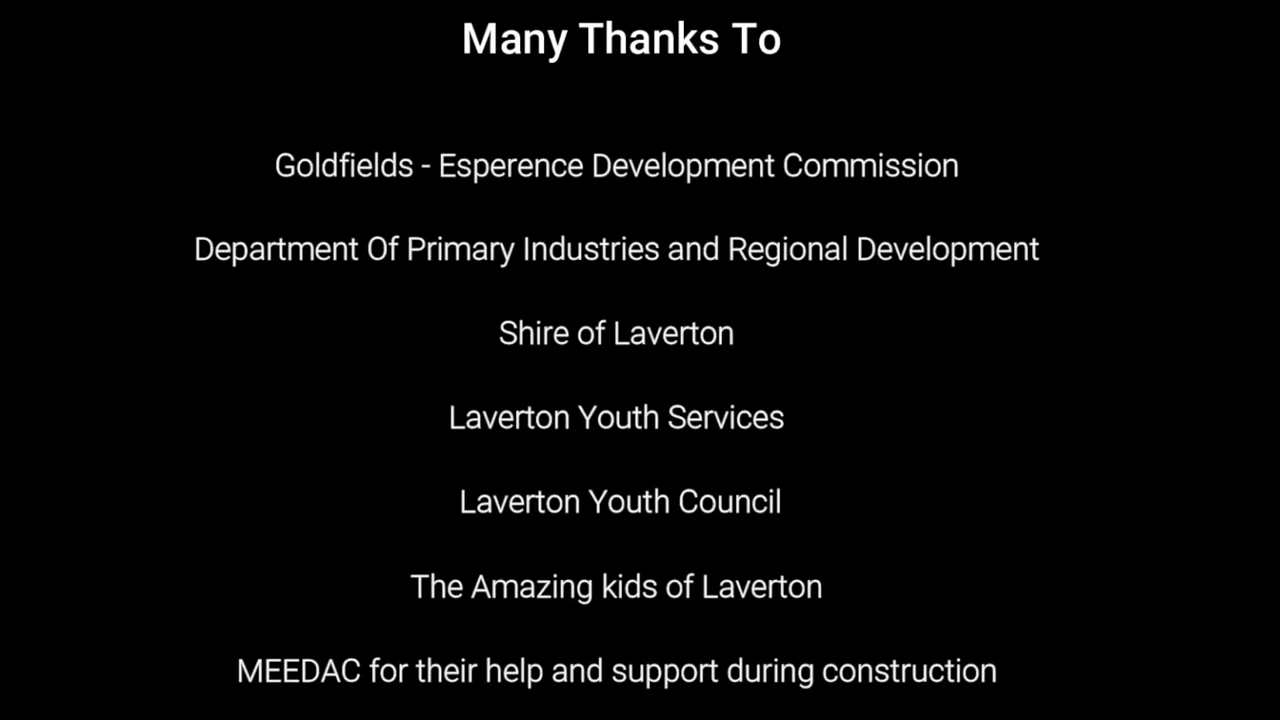 Many Thanks To
Goldfields - Esperence Development Commission
Department Of Primary Industries and Regional Development
Shire of Laverton
Laverton Youth Services
Laverton Youth Council
The Amazing kids of Laverton
MEEDAC for their help and support during construction